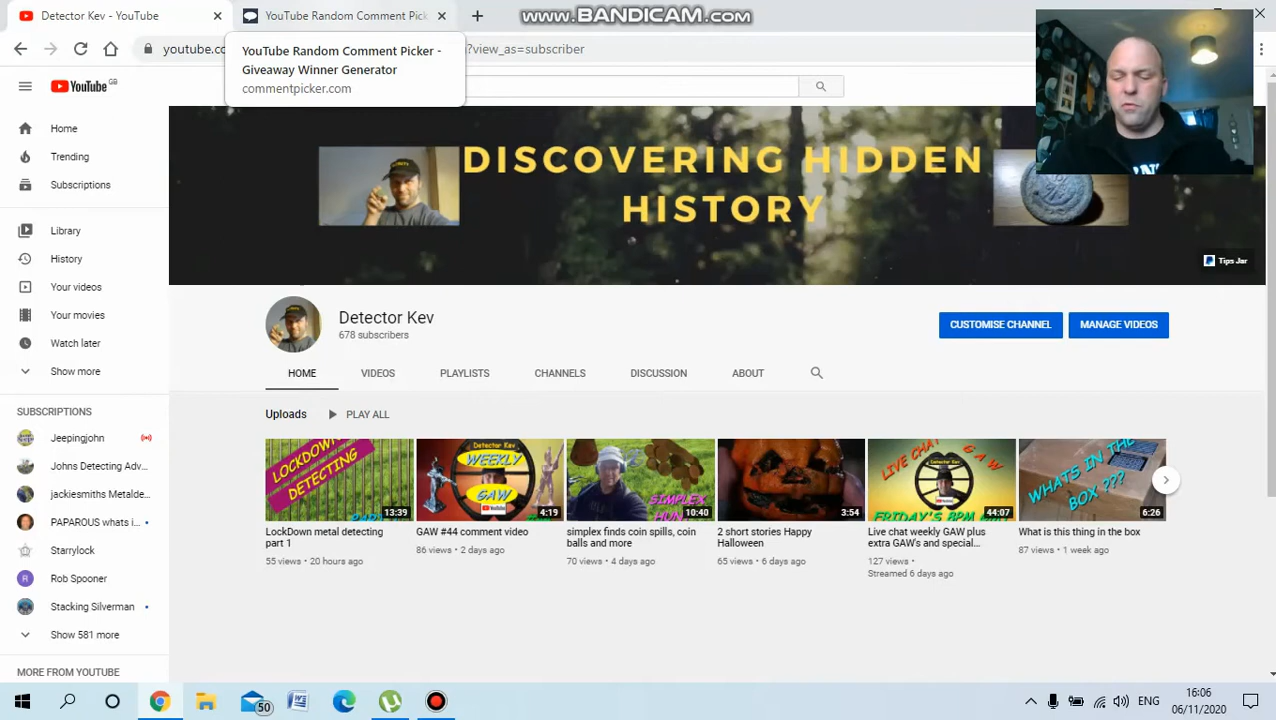 www.BANDICAM.com
?view_as=subscriber
YouTube Random Comment Picker -
Giveaway Winner Generator
commentpicker.com
YouTube GB
Home
Trending
Subscriptions
Library
History
Your videos
Your movies
Watch later
Show more
SUBSCRIPTIONS
Jeepingjohn
Johns Detecting Adv...
jackiesmiths Metalde...
PAPAROUS whats i...
Starrylock
Rob Spooner
Stacking Silverman
Show 581 more
MORE FROM YOUTUBE
DISCOVERING HIDDEN
HISTORY
Tips Jar
Detector Kev
678 subscribers
CUSTOMISE CHANNEL
MANAGE VIDEOS
HOME
VIDEOS
PLAYLISTS
CHANNELS
DISCUSSION
ABOUT
Uploads
PLAY ALL
LOCKDOWN
DETECTING
13:39
LockDown metal detecting
part 1
55 views • 20 hours ago
Detector Kev
WEEKLY
GAW
YouTube
4:19
GAW #44 comment video
86 views • 2 days ago
SIMPLEX
HUNT
10:40
simplex finds coin spills, coin
balls and more
70 views • 4 days ago
3:54
2 short stories Happy
Halloween
65 views • 6 days ago
LIVE CHAT
GAW
Detector Kev
FRIDAY'S 8PM
44:07
Live chat weekly GAW plus
extra GAW's and special...
127 views •
Streamed 6 days ago
WHATS IN THE
BOX ???
6:26
What is this thing in the box
87 views • 1 week ago
50
16:06
06/11/2020